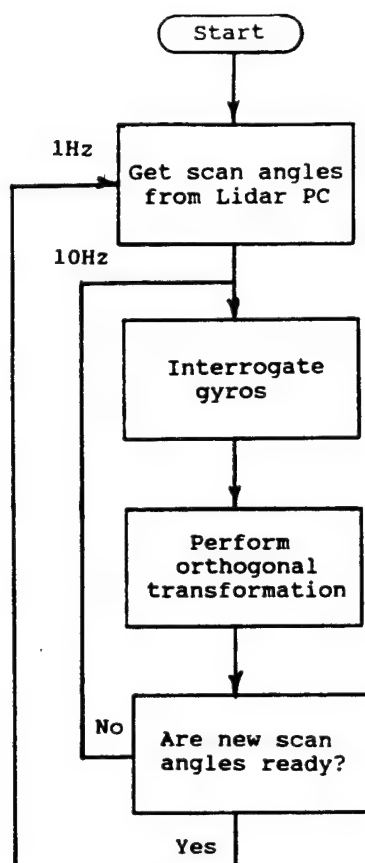 Start
1Hz
Get scan angles
from Lidar PC
10Hz
Interrogate
gyros
Perform
orthogonal
transformation
No
Are new scan
angles ready?
Yes